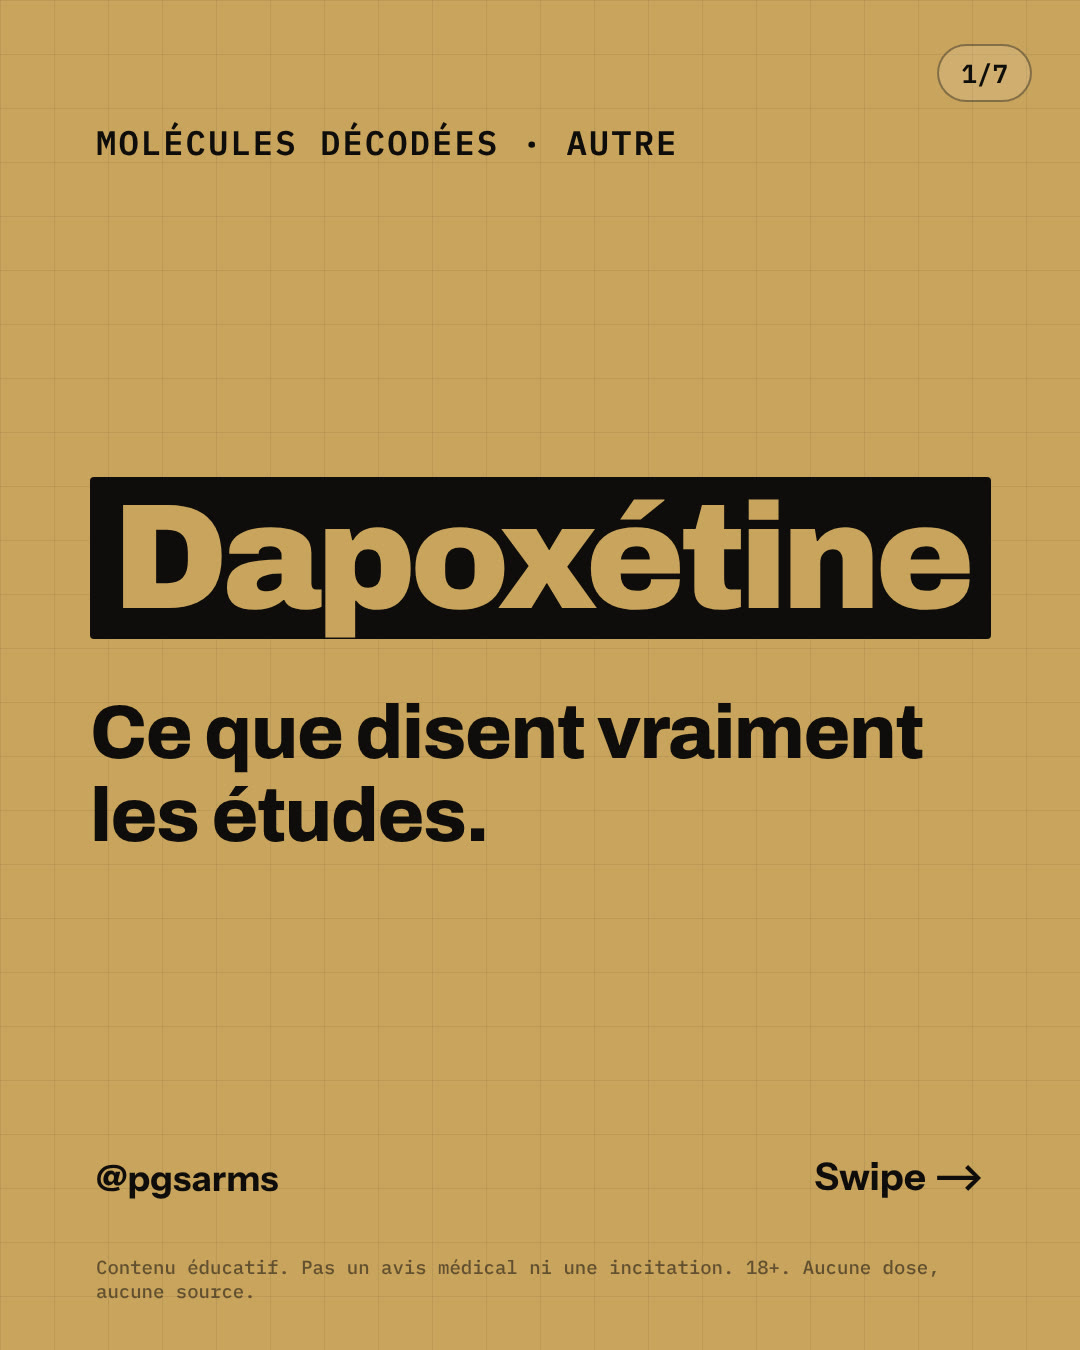 1/7
MOLÉCULES DÉCODÉES · AUTRE
Dapoxétine
Ce que disent vraiment
les études.
@pgsarms
Swipe →
Contenu éducatif. Pas un avis médical ni une incitation. 18+. Aucune dose,
aucune source.